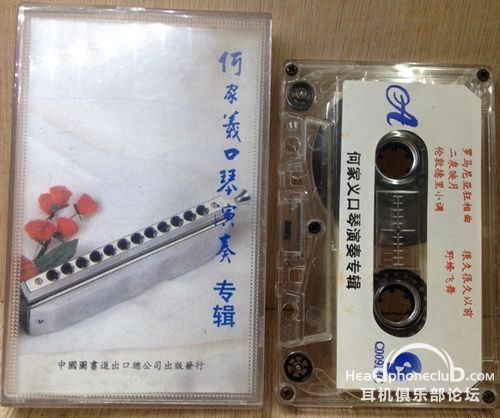 何家義口琴演奏 专辑
中國圖書進出口總公司出版發行
A
罗马尼亚狂想曲
二泉映月
伦敦德里小调
很久很久以前
野蜂飞舞
何家义口琴演奏专辑
HeadphoneClub.com
耳机俱乐部论坛